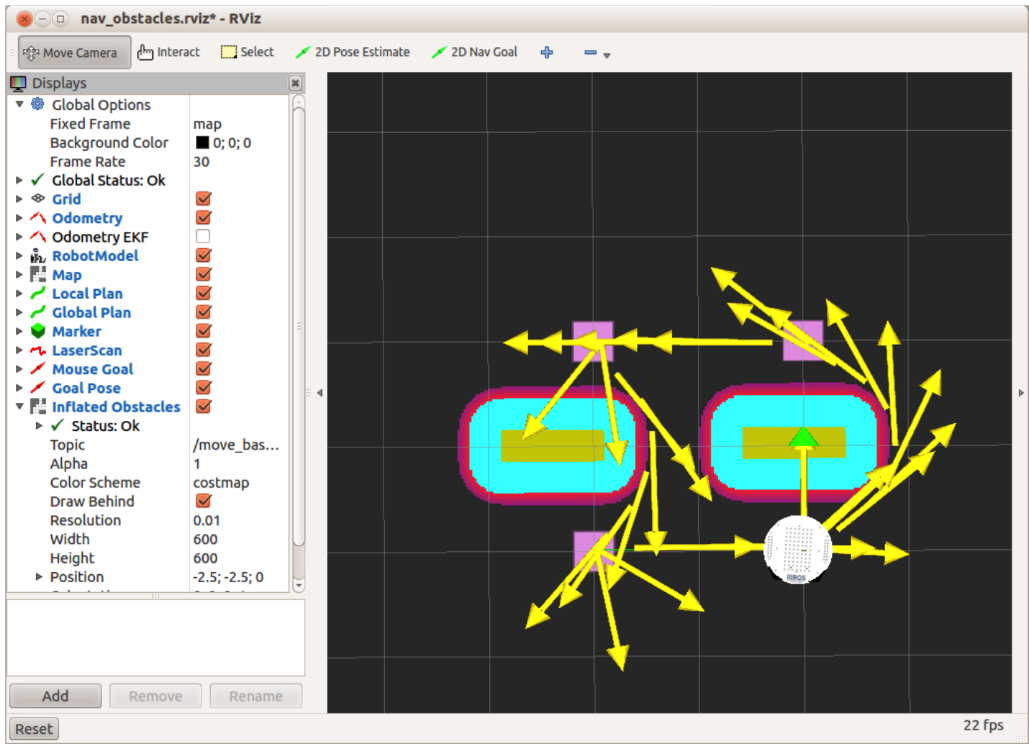 nav_obstacles.rviz* - RViz
Move Camera Interact Select 2D Pose Estimate 2D Nav Goal
Displays
Global Options
Fixed Frame map
Background Color 0; 0; 0
Frame Rate 30
Global Status: Ok
Grid
Odometry
Odometry EKF
RobotModel
Map
Local Plan
Global Plan
Marker
LaserScan
Mouse Goal
Goal Pose
Inflated Obstacles
Status: Ok
Topic /move_bas...
Alpha 1
Color Scheme costmap
Draw Behind
Resolution 0.01
Width 600
Height 600
Position -2.5; -2.5; 0
Add Remove Rename
Reset 22 fps